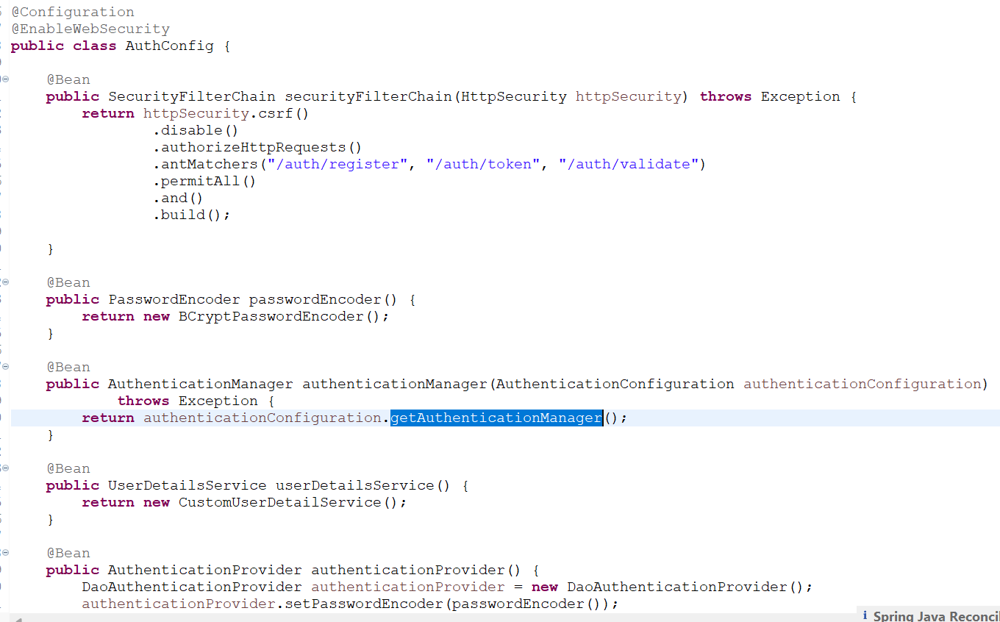 @Configuration
@EnableWebSecurity
public class AuthConfig {
@Bean
public SecurityFilterChain securityFilterChain(HttpSecurity httpSecurity) throws Exception {
return httpSecurity.csrf()
.disable()
.authorizeHttpRequests()
.antMatchers("/auth/register", "/auth/token", "/auth/validate")
.permitAll()
.and()
.build();
}
@Bean
public PasswordEncoder passwordEncoder() {
return new BCryptPasswordEncoder();
}
@Bean
public AuthenticationManager authenticationManager(AuthenticationConfiguration authenticationConfiguration)
throws Exception {
return authenticationConfiguration.getAuthenticationManager();
}
@Bean
public UserDetailsService userDetailsService() {
return new CustomUserDetailService();
}
@Bean
public AuthenticationProvider authenticationProvider() {
DaoAuthenticationProvider authenticationProvider = new DaoAuthenticationProvider();
authenticationProvider.setPasswordEncoder(passwordEncoder());
Spring Java Reconcil